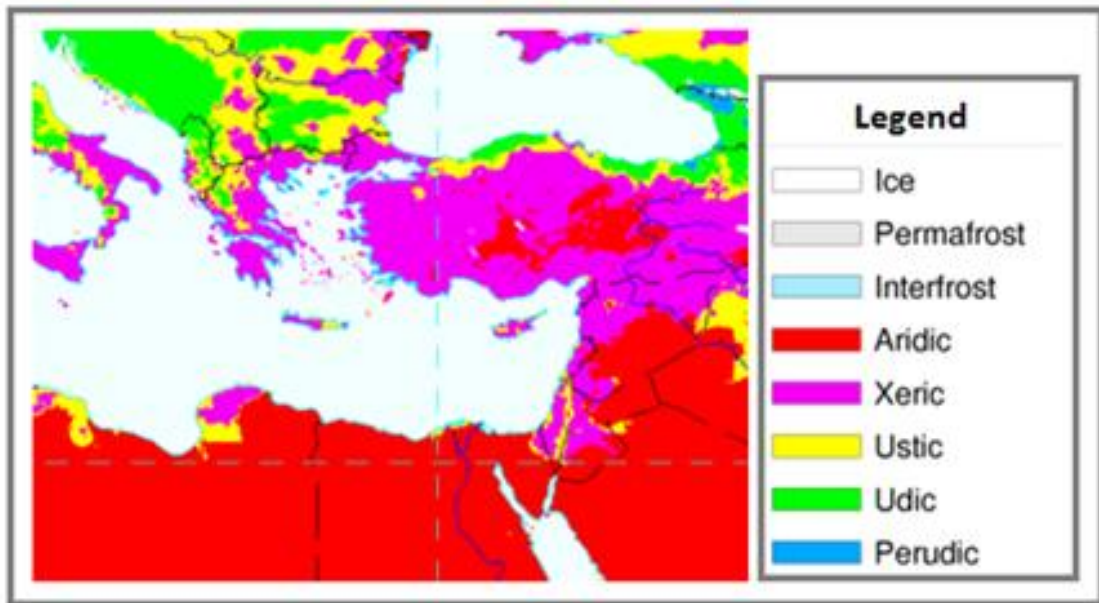 Legend
Ice
Permafrost
Interfrost
Aridic
Xeric
Ustic
Udic
Perudic